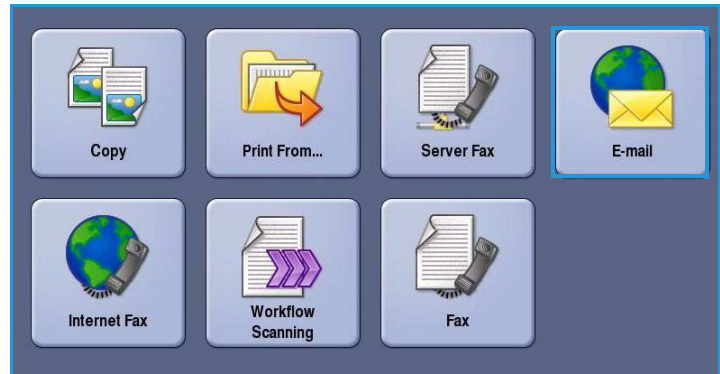 Copy
Print From...
Server Fax
E-mail
Internet Fax
Workflow
Scanning
Fax